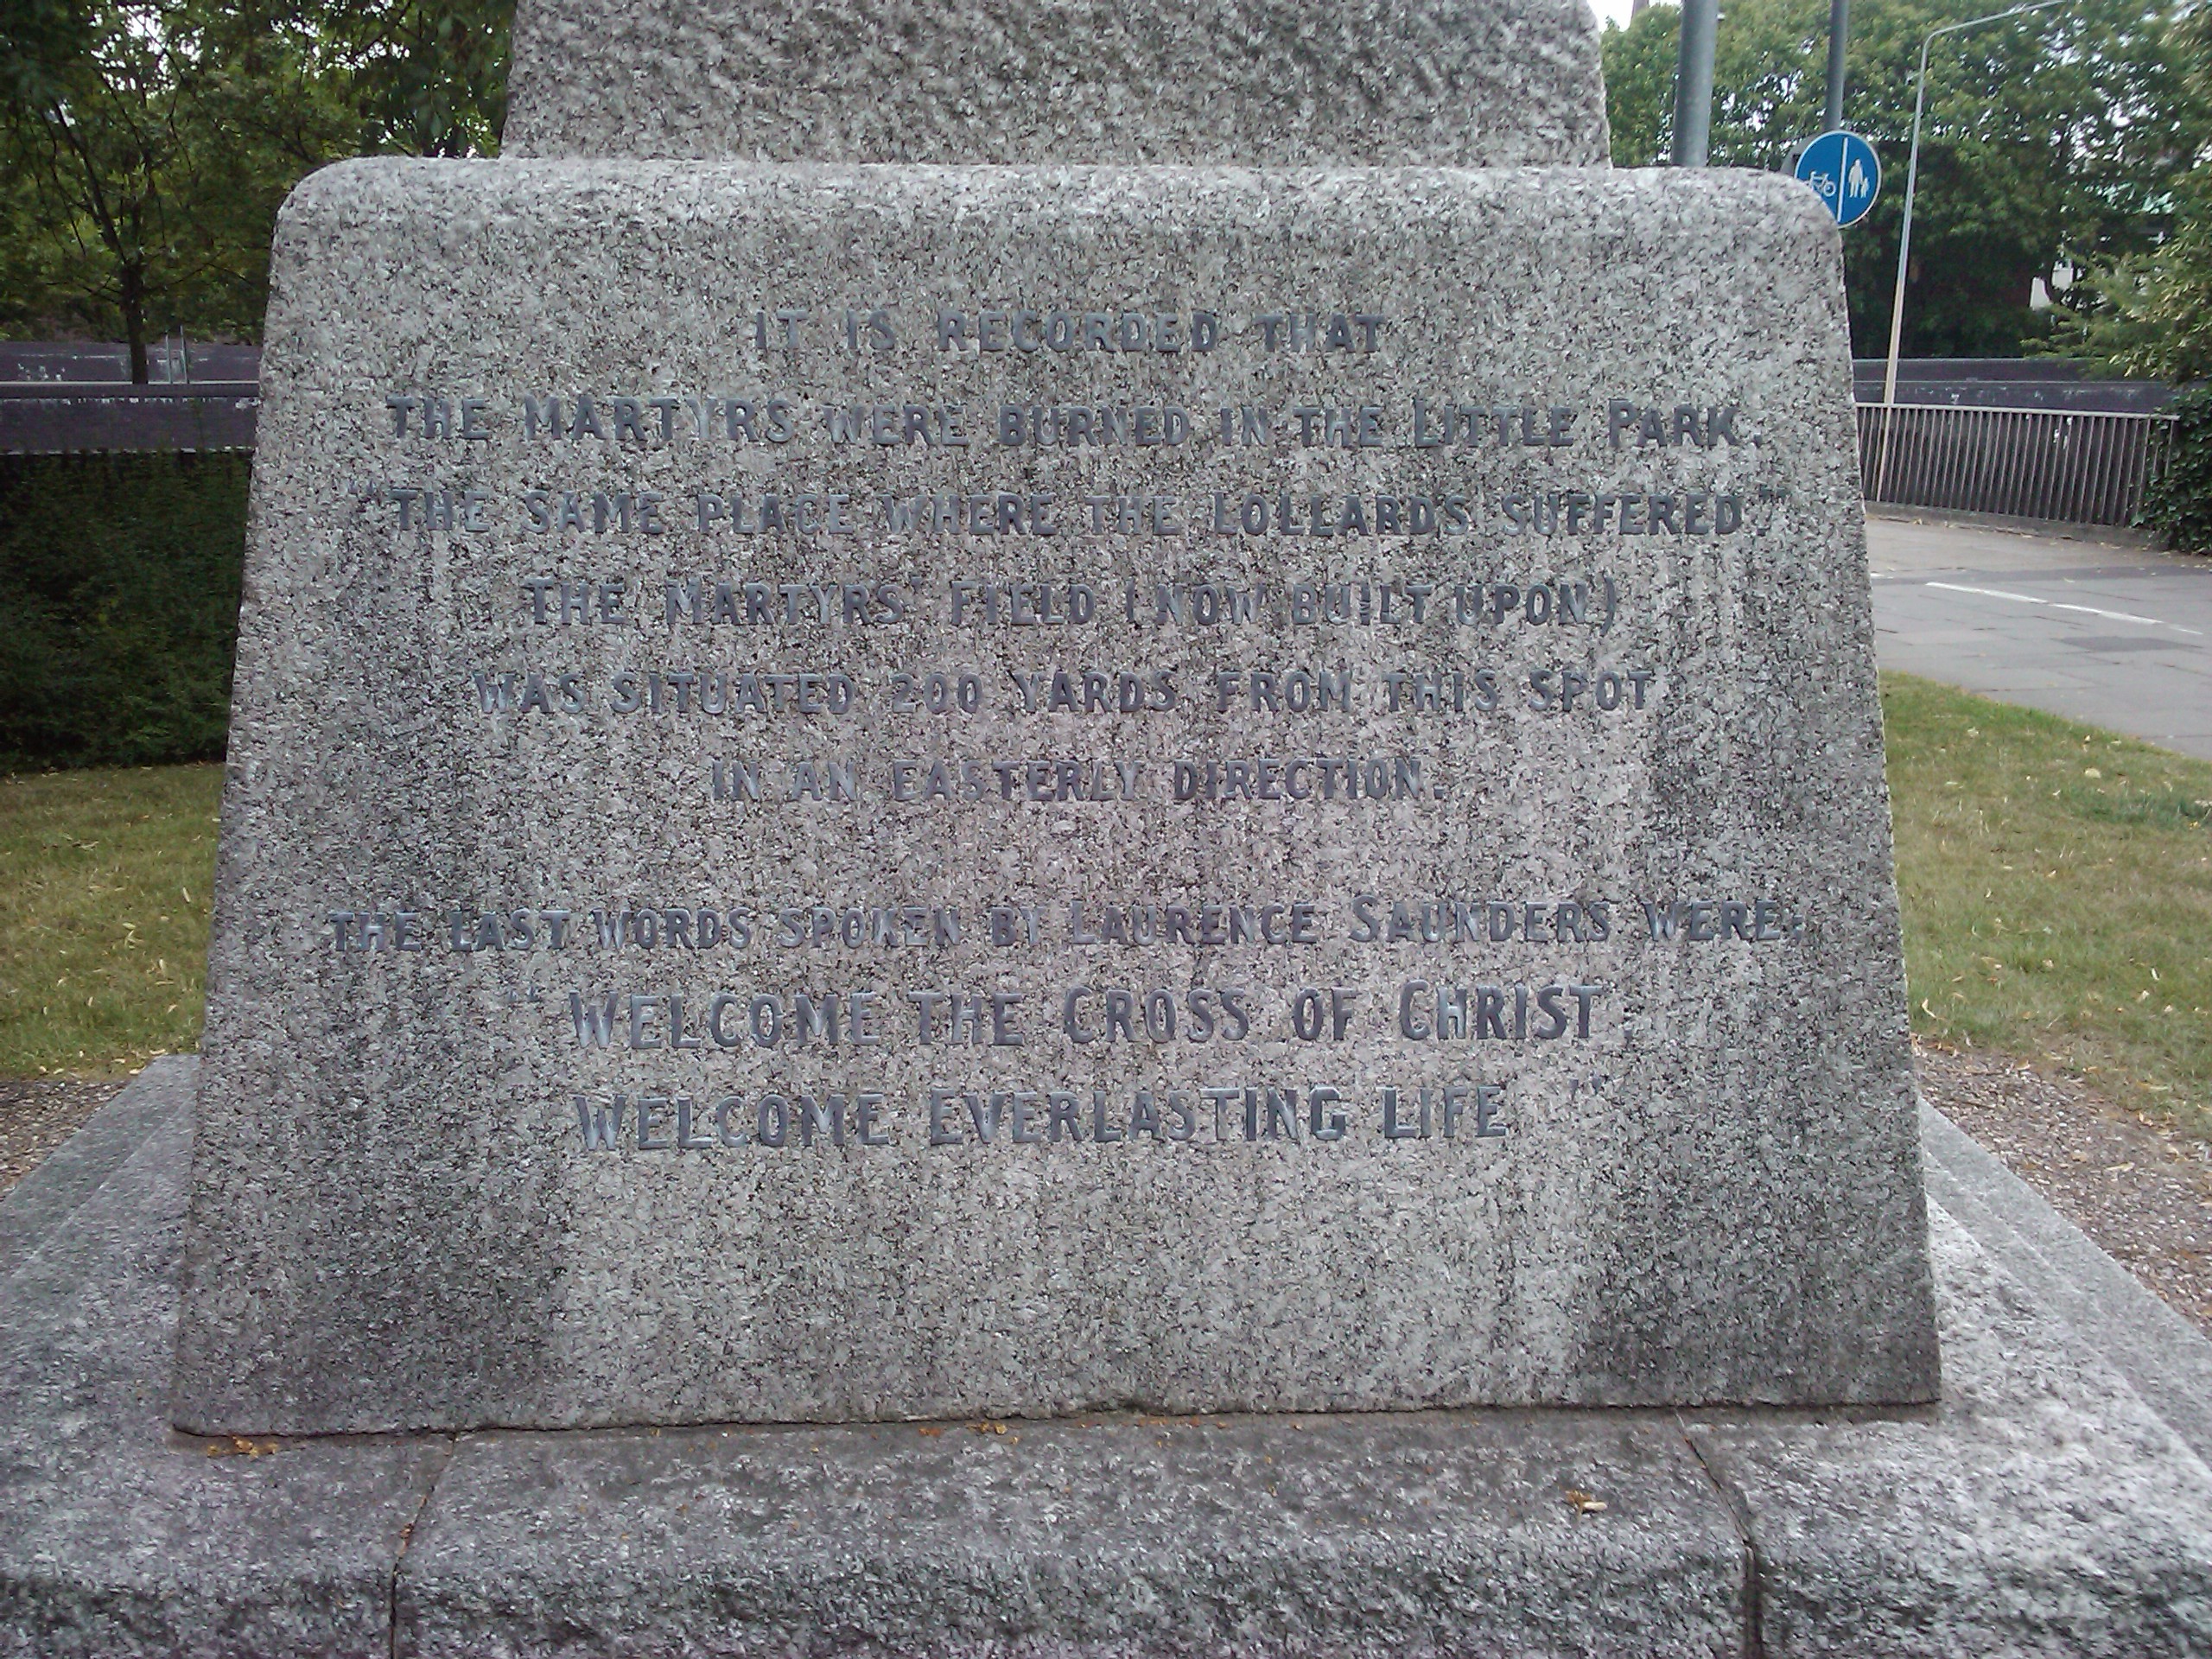 IT IS RECORDED THAT
THE MARTYRS WERE BURNED IN THE LITTLE PARK.
"THE SAME PLACE WHERE THE LOLLARDS SUFFERED."
THE MARTYRS' FIELD (NOW BUILT UPON)
WAS SITUATED 200 YARDS FROM THIS SPOT
IN AN EASTERLY DIRECTION.
THE LAST WORDS SPOKEN BY LAURENCE SAUNDERS WERE:
"WELCOME THE CROSS OF CHRIST,
WELCOME EVERLASTING LIFE"